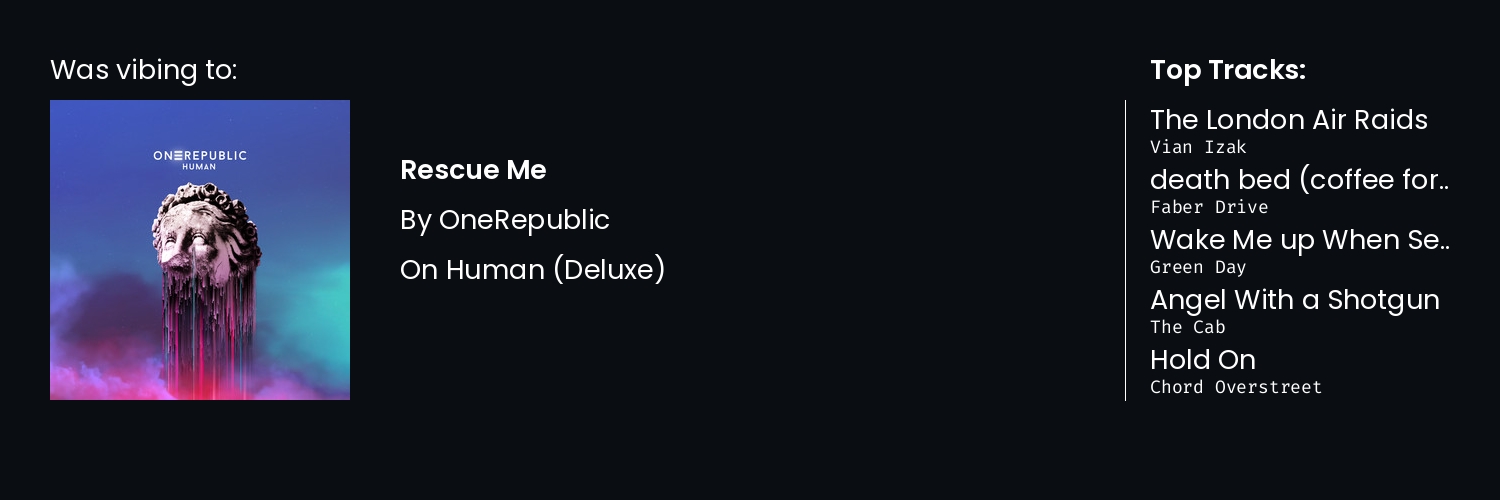 Was vibing to:
ONEREPUBLIC
HUMAN
Rescue Me
By OneRepublic
On Human (Deluxe)
Top Tracks:
The London Air Raids
Vian Izak
death bed (coffee for..
Faber Drive
Wake Me up When Se..
Green Day
Angel With a Shotgun
The Cab
Hold On
Chord Overstreet